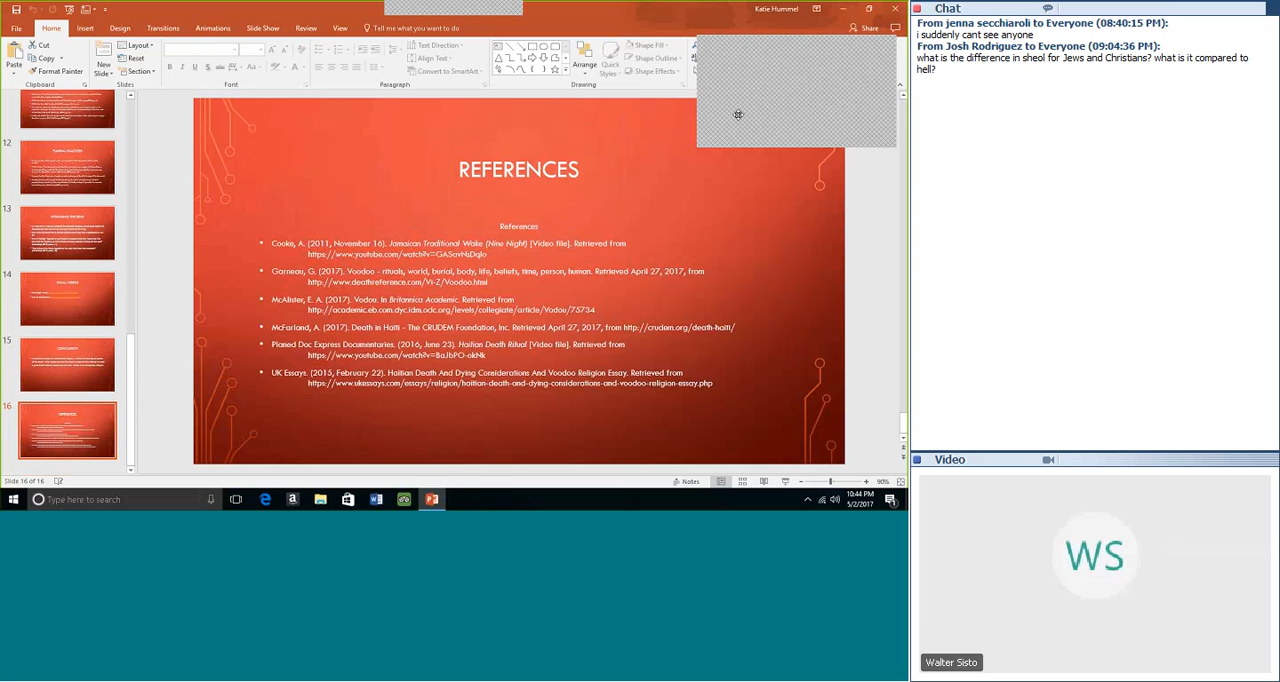 Katie Hummel
File Home Insert Design Transitions Animations Slide Show Review View Tell me what you want to do Share
Paste
Cut
Copy
Format Painter
Clipboard
New
Slide
Layout
Reset
Section
Slides
Font
Text Direction
Align Text
Convert to SmartArt
Paragraph
Arrange
Quick
Styles
Shape Fill
Shape Outline
Shape Effects
Drawing
12
13
14
15
16
REFERENCES
References
Cooke, A. (2011, November 16). Jamaican Traditional Wake (Nine Night) [Video file]. Retrieved from
https://www.youtube.com/watch?v=GASavNsDqIo
Garneau, G. (2017). Voodoo - rituals, world, burial, body, life, beliefs, time, person, human. Retrieved April 27, 2017, from
http://www.deathreference.com/Vi-Z/Voodoo.html
McAlister, E. A. (2017). Vodou. In Britannica Academic. Retrieved from
http://academic.eb.com.dyc.idm.oclc.org/levels/collegiate/article/Vodou/75734
McFarland, A. (2017). Death in Haiti - The CRUDEM Foundation, Inc. Retrieved April 27, 2017, from http://crudem.org/death-haiti/
Planed Doc Express Documentaries. (2016, June 23). Haitian Death Ritual [Video file]. Retrieved from
https://www.youtube.com/watch?v=BaJbPO-okNk
UK Essays. (2015, February 22). Haitian Death And Dying Considerations And Voodoo Religion Essay. Retrieved from
https://www.ukessays.com/essays/religion/haitian-death-and-dying-considerations-and-voodoo-religion-essay.php
Slide 16 of 16
Notes
90%
Type here to search
10:44 PM
5/2/2017
Chat
From jenna secchiaroli to Everyone (08:40:15 PM):
i suddenly cant see anyone
From Josh Rodriguez to Everyone (09:04:36 PM):
what is the difference in sheol for Jews and Christians? what is it compared to
hell?
Video
WS
Walter Sisto